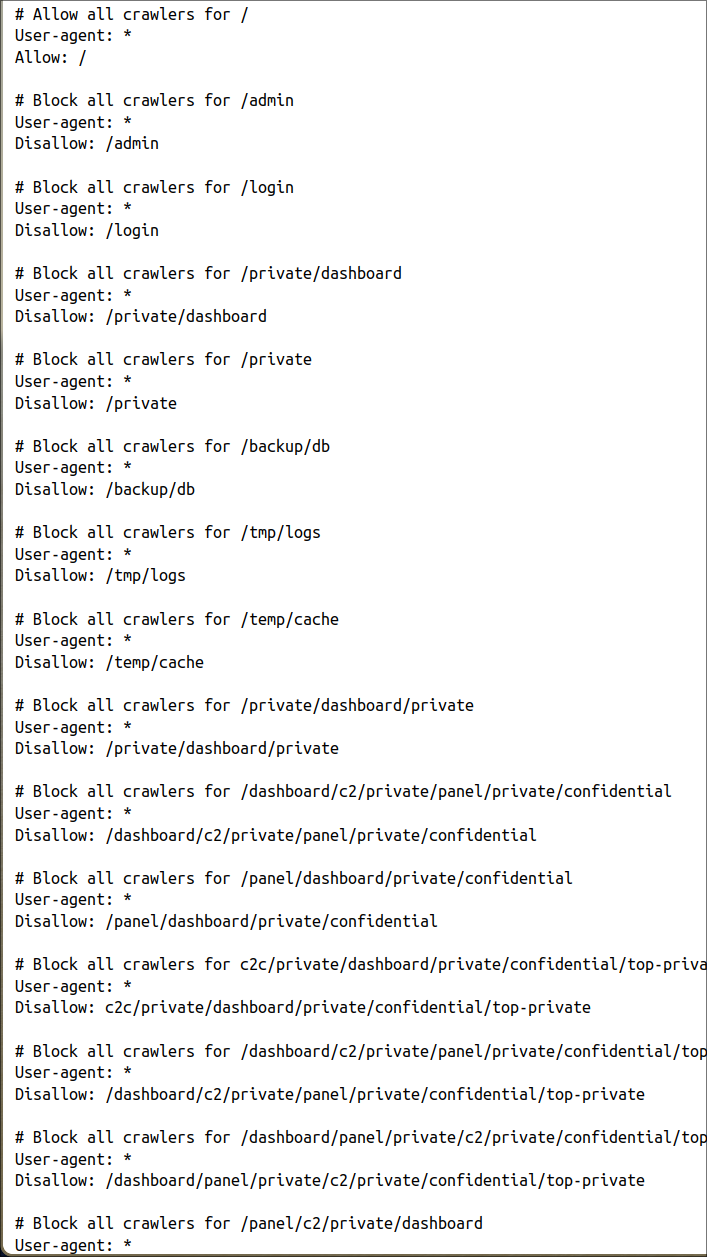 # Allow all crawlers for /
User-agent: *
Allow: /
# Block all crawlers for /admin
User-agent: *
Disallow: /admin
# Block all crawlers for /login
User-agent: *
Disallow: /login
# Block all crawlers for /private/dashboard
User-agent: *
Disallow: /private/dashboard
# Block all crawlers for /private
User-agent: *
Disallow: /private
# Block all crawlers for /backup/db
User-agent: *
Disallow: /backup/db
# Block all crawlers for /tmp/logs
User-agent: *
Disallow: /tmp/logs
# Block all crawlers for /temp/cache
User-agent: *
Disallow: /temp/cache
# Block all crawlers for /private/dashboard/private
User-agent: *
Disallow: /private/dashboard/private
# Block all crawlers for /dashboard/c2/private/panel/private/confidential
User-agent: *
Disallow: /dashboard/c2/private/panel/private/confidential
# Block all crawlers for /panel/dashboard/private/confidential
User-agent: *
Disallow: /panel/dashboard/private/confidential
# Block all crawlers for c2c/private/dashboard/private/confidential/top-priva
User-agent: *
Disallow: c2c/private/dashboard/private/confidential/top-private
# Block all crawlers for /dashboard/c2/private/panel/private/confidential/top
User-agent: *
Disallow: /dashboard/c2/private/panel/private/confidential/top-private
# Block all crawlers for /dashboard/panel/private/c2/private/confidential/top
User-agent: *
Disallow: /dashboard/panel/private/c2/private/confidential/top-private
# Block all crawlers for /panel/c2/private/dashboard
User-agent: *